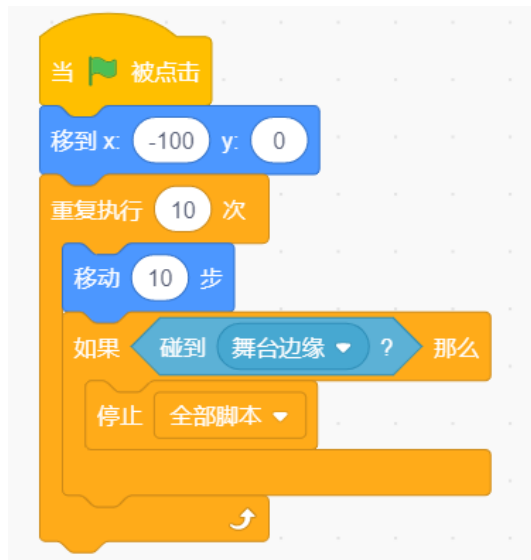 当 被点击
移到 x: -100 y: 0
重复执行 10 次
移动 10 步
如果 碰到 舞台边缘 ? 那么
停止 全部脚本